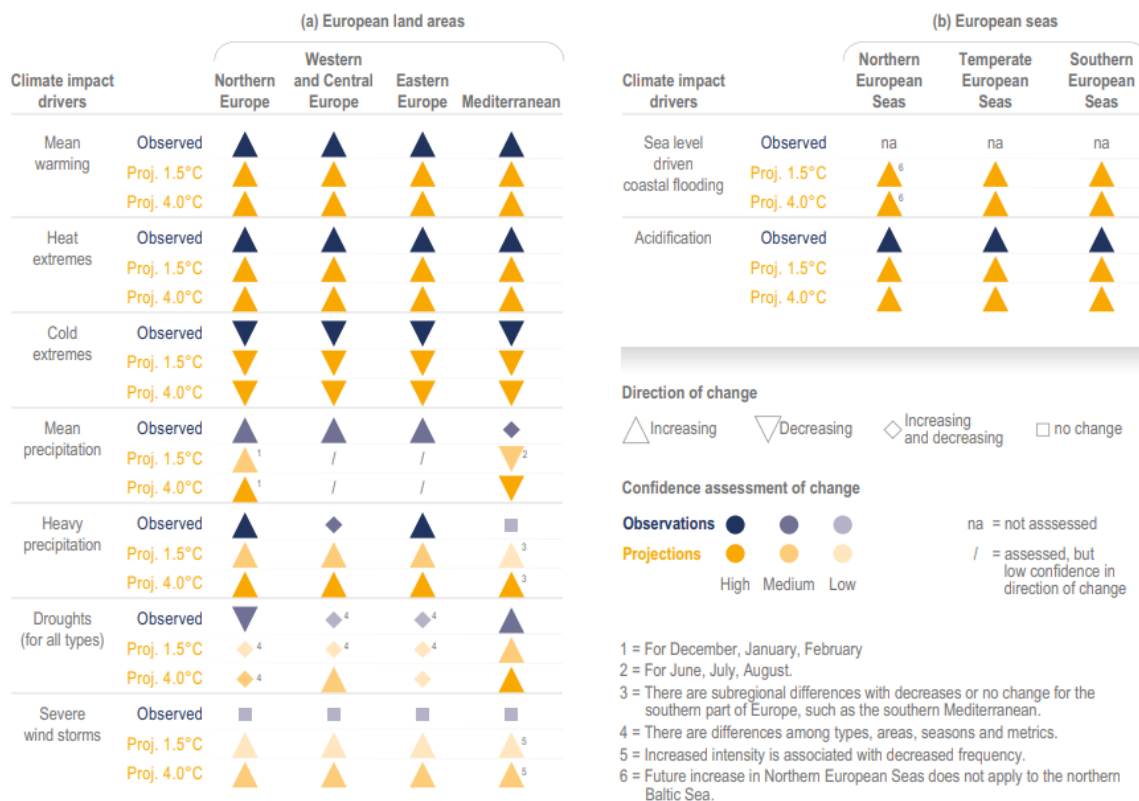 (a) European land areas
Climate impact
drivers
Northern
Europe
Western
and Central
Europe
Eastern
Europe
Mediterranean
Mean
warming
Observed
Proj. 1.5°C
Proj. 4.0°C
Heat
extremes
Observed
Proj. 1.5°C
Proj. 4.0°C
Cold
extremes
Observed
Proj. 1.5°C
Proj. 4.0°C
Mean
precipitation
Observed
Proj. 1.5°C 1 / / 2
Proj. 4.0°C 1 / /
Heavy
precipitation
Observed
Proj. 1.5°C 3
Proj. 4.0°C 3
Droughts
(for all types)
Observed 4 4
Proj. 1.5°C 4 4 4
Proj. 4.0°C 4
Severe
wind storms
Observed
Proj. 1.5°C 5
Proj. 4.0°C 5
(b) European seas
Climate impact
drivers
Northern
European
Seas
Temperate
European
Seas
Southern
European
Seas
Sea level
driven
coastal flooding
Observed na na na
Proj. 1.5°C 6
Proj. 4.0°C 6
Acidification
Observed
Proj. 1.5°C
Proj. 4.0°C
Direction of change
Increasing
Decreasing
Increasing
and decreasing
no change
Confidence assessment of change
Observations
Projections
High Medium Low
na = not asssessed
/ = assessed, but
low confidence in
direction of change
1 = For December, January, February
2 = For June, July, August.
3 = There are subregional differences with decreases or no change for the
southern part of Europe, such as the southern Mediterranean.
4 = There are differences among types, areas, seasons and metrics.
5 = Increased intensity is associated with decreased frequency.
6 = Future increase in Northern European Seas does not apply to the northern
Baltic Sea.